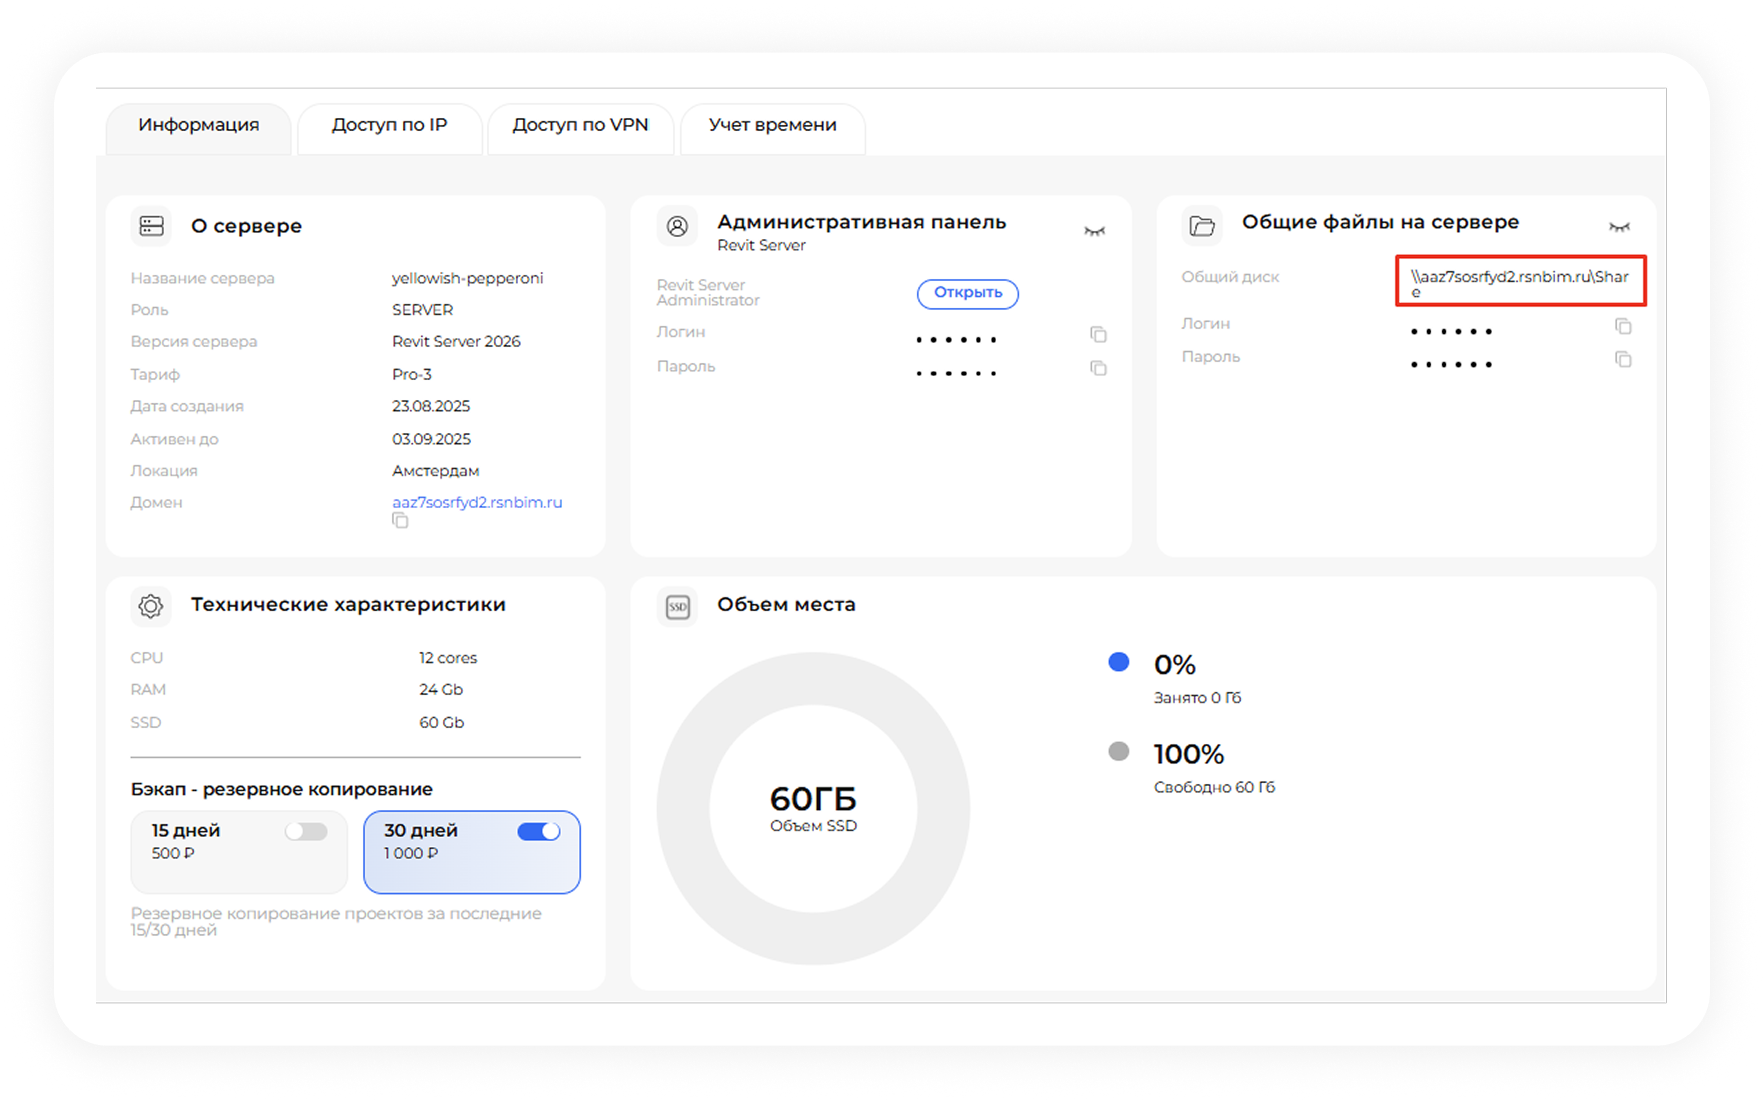 Информация
Доступ по IP
Доступ по VPN
Учет времени
О сервере
Название сервера
yellowish-pepperoni
Роль
SERVER
Версия сервера
Revit Server 2026
Тариф
Pro-3
Дата создания
23.08.2025
Активен до
03.09.2025
Локация
Амстердам
Домен
aaz7sosrfyd2.rsnbim.ru
Административная панель
Revit Server
Revit Server
Administrator
Открыть
Логин
••••••
Пароль
••••••
Общие файлы на сервере
Общий диск
\\aaz7sosrfyd2.rsnbim.ru\Shar
e
Логин
••••••
Пароль
••••••
Технические характеристики
CPU
12 cores
RAM
24 Gb
SSD
60 Gb
Бэкап - резервное копирование
15 дней
500 ₽
30 дней
1 000 ₽
Резервное копирование проектов за последние
15/30 дней
SSD
Объем места
60ГБ
Объем SSD
0%
Занято 0 Гб
100%
Свободно 60 Гб